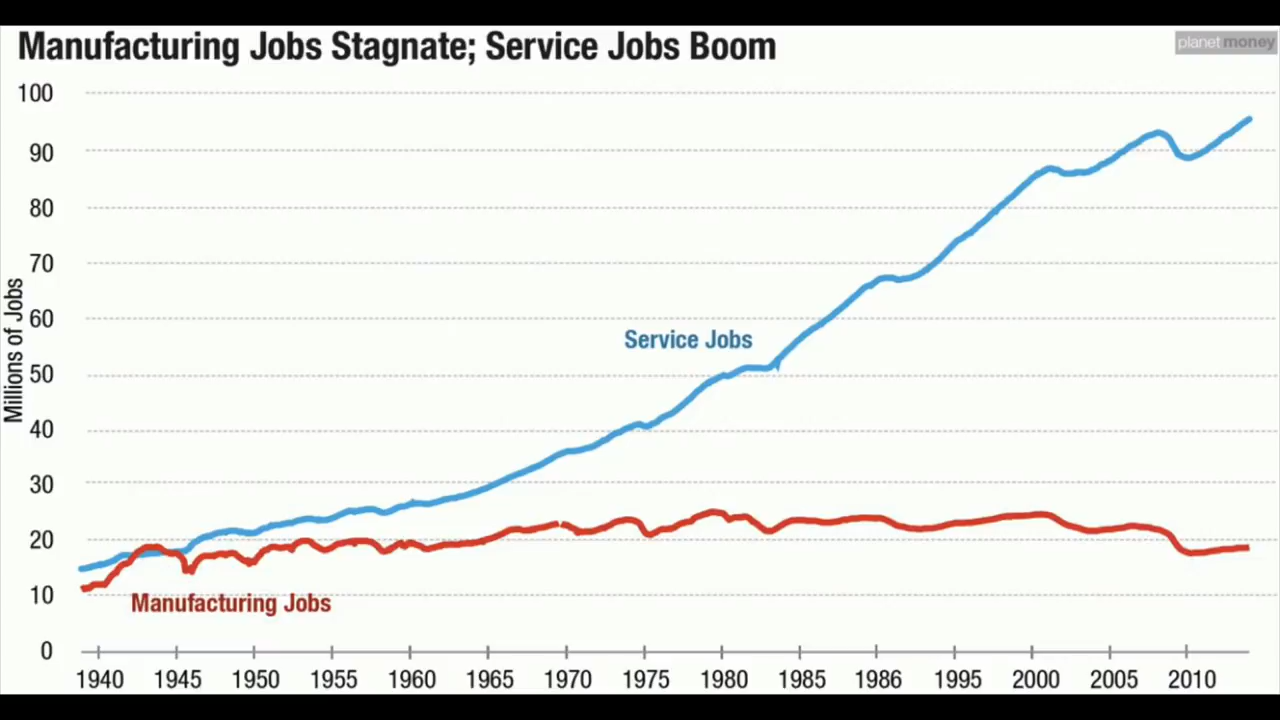 Manufacturing Jobs Stagnate; Service Jobs Boom
planet money
100
90
80
70
60
50
40
30
20
10
0
Millions of Jobs
Service Jobs
Manufacturing Jobs
1940 1945 1950 1955 1960 1965 1970 1975 1980 1985 1986 1995 2000 2005 2010